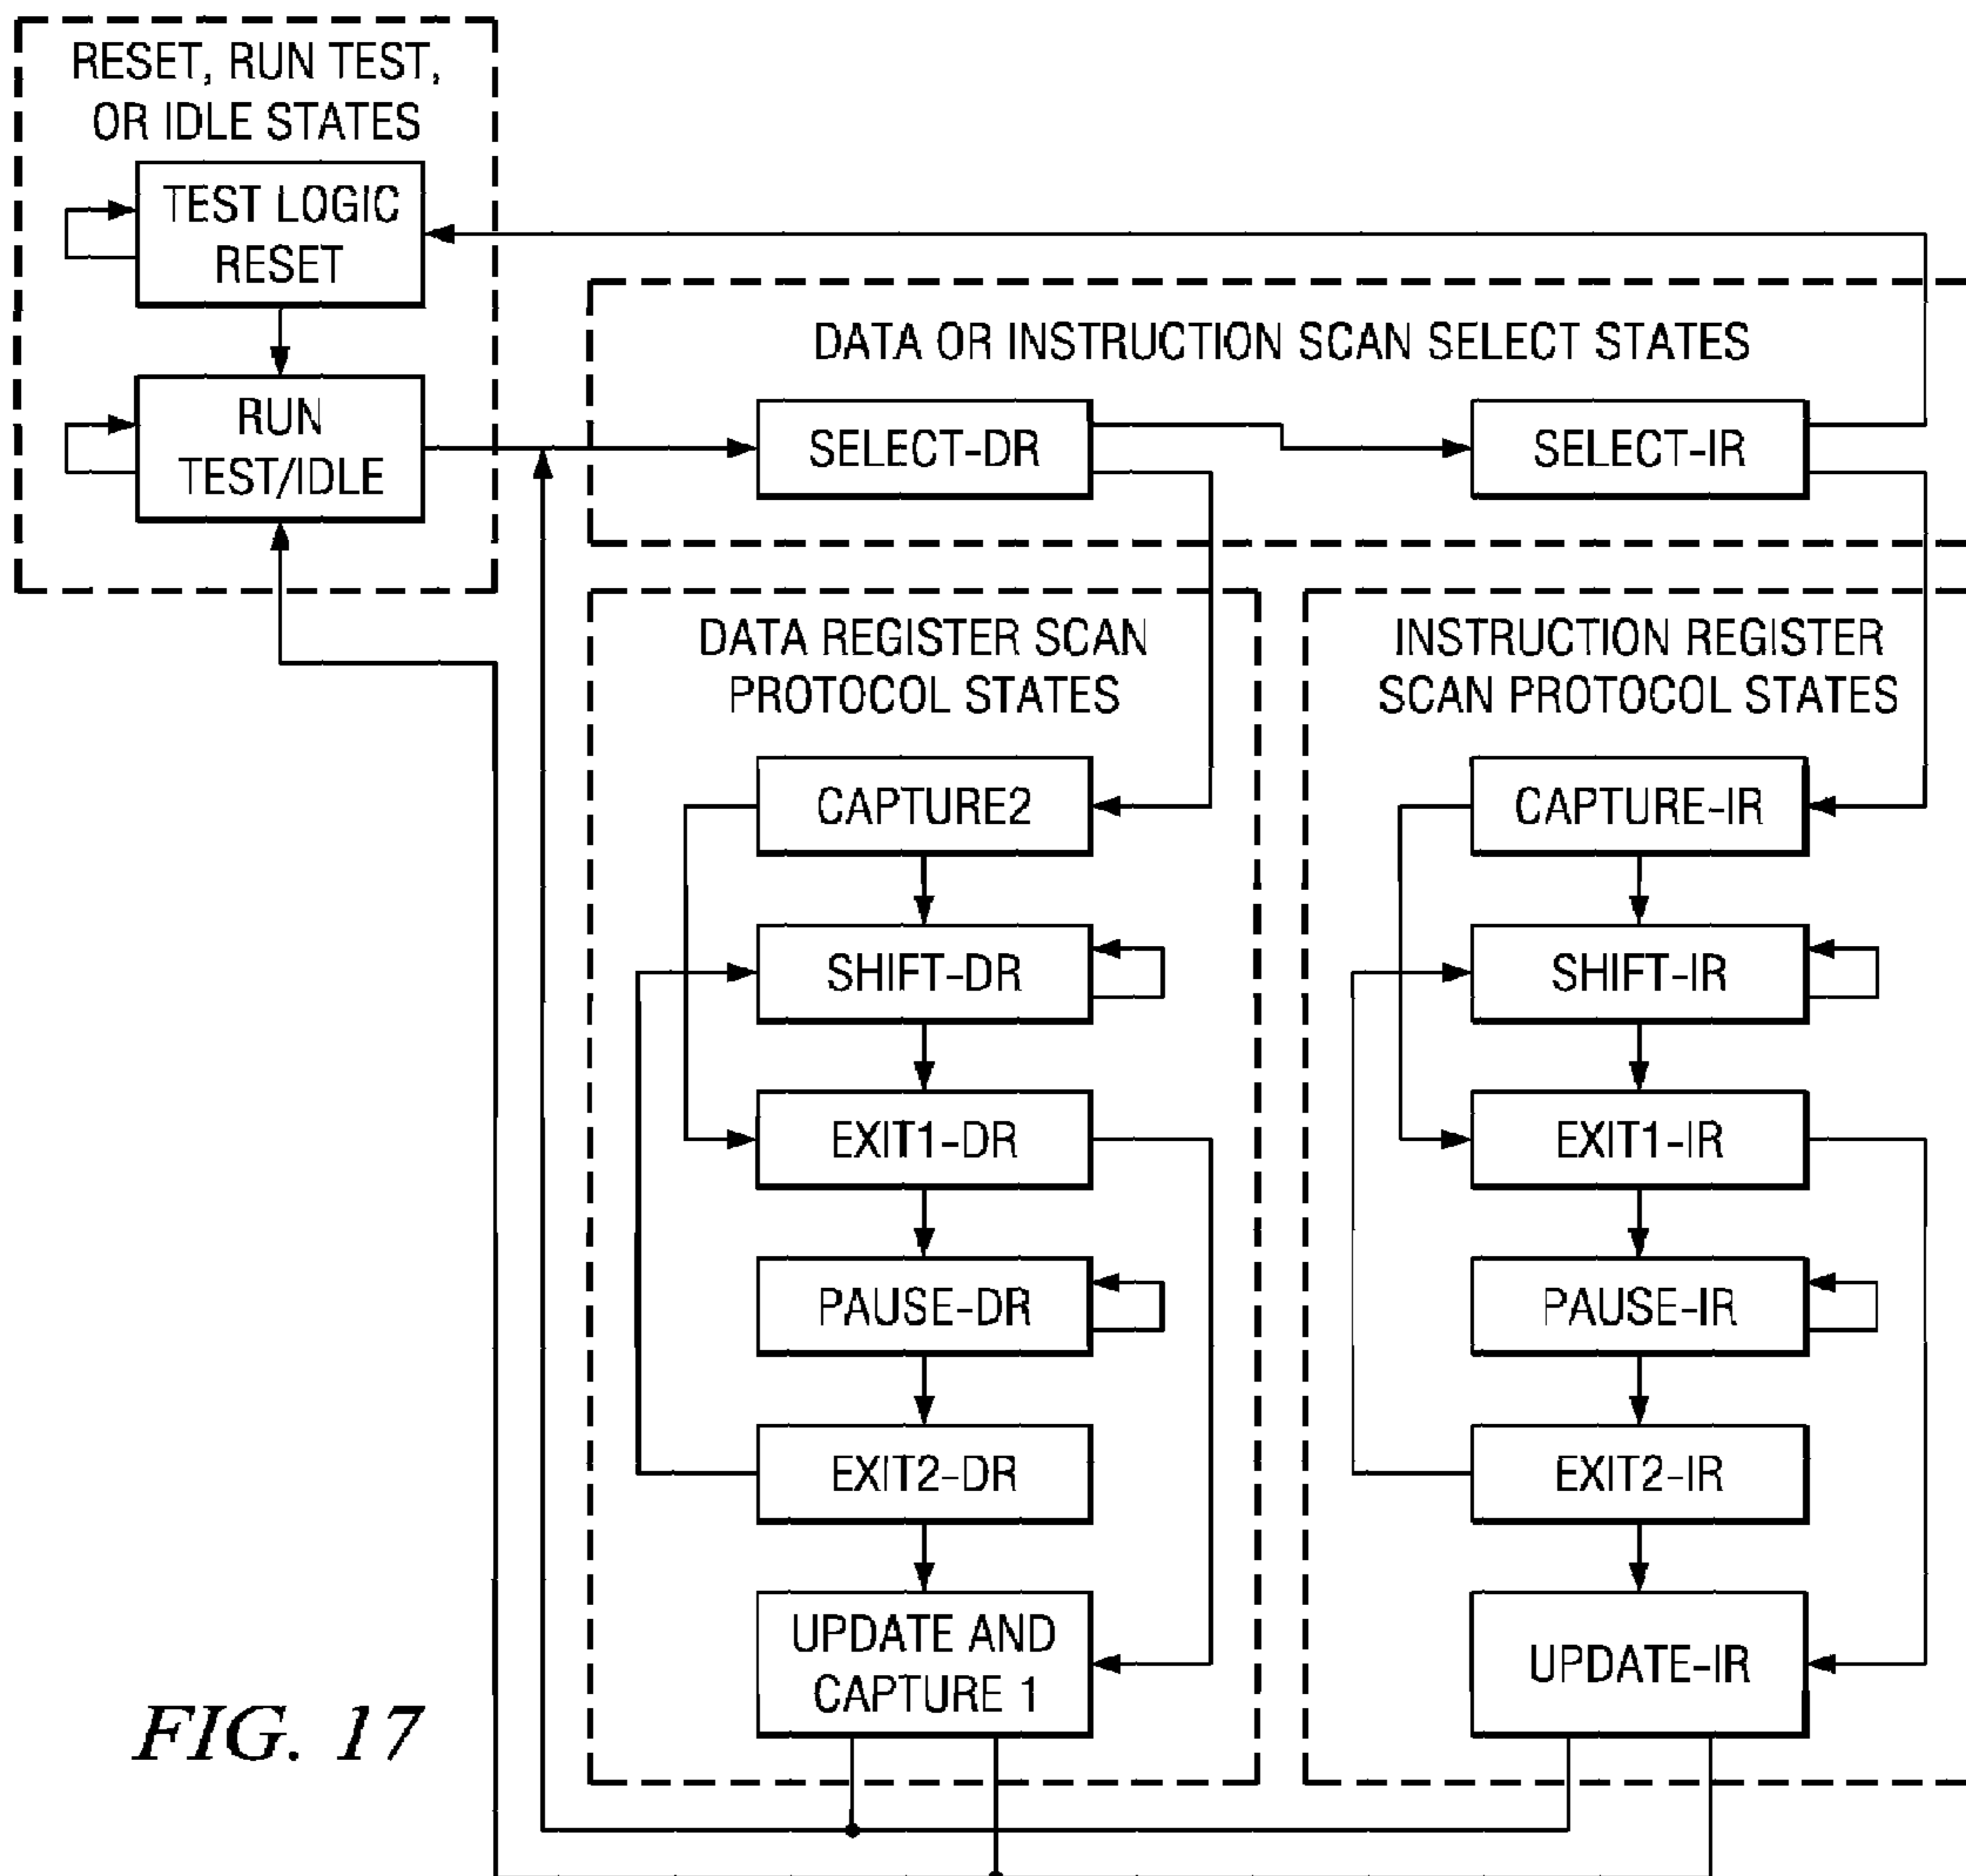 RESET, RUN TEST,
OR IDLE STATES
TEST LOGIC
RESET
RUN
TEST/IDLE
DATA OR INSTRUCTION SCAN SELECT STATES
SELECT-DR
SELECT-IR
DATA REGISTER SCAN
PROTOCOL STATES
CAPTURE2
SHIFT-DR
EXIT1-DR
PAUSE-DR
EXIT2-DR
UPDATE AND
CAPTURE 1
INSTRUCTION REGISTER
SCAN PROTOCOL STATES
CAPTURE-IR
SHIFT-IR
EXIT1-IR
PAUSE-IR
EXIT2-IR
UPDATE-IR
FIG. 17